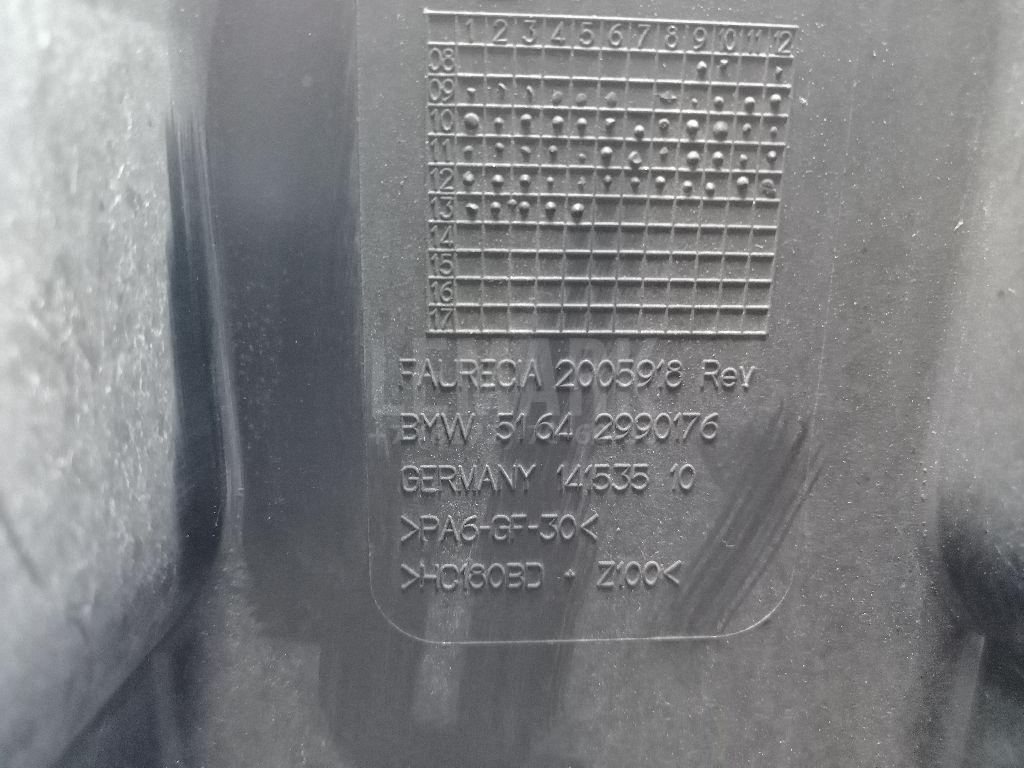 1 2 3 4 5 6 7 8 9 10 11 12
08
09
10
11
12
13
14
15
16
17
FAURECIA 2005918 Rev
BMW 51 64 2990176
GERMANY 141535 10
>PA6-GF-30<
>HC180BD + Z100<